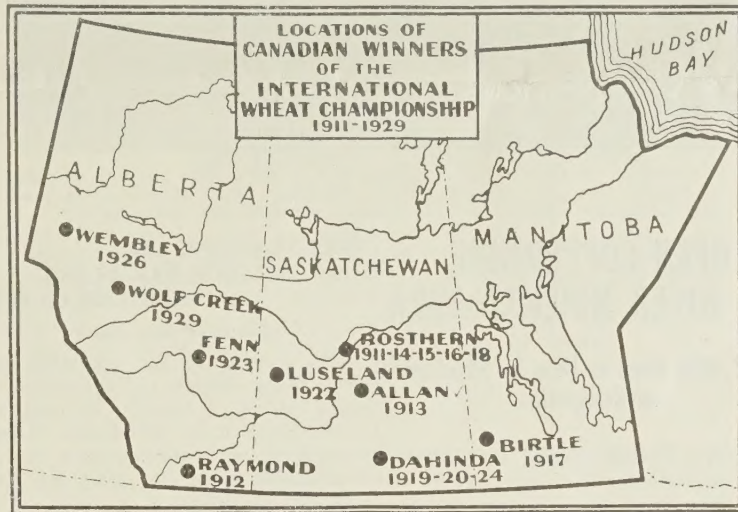 LOCATIONS OF
CANADIAN WINNERS
OF THE
INTERNATIONAL
WHEAT CHAMPIONSHIP
1911-1929
HUDSON
BAY
ALBERTA
MANITOBA
SASKATCHEWAN
WEMBLEY
1926
WOLF CREEK
1929
FENN
1923
ROSTHERN
1911-14-15-16-18
LUSELAND
1922
ALLAN
1913
BIRTLE
1917
RAYMOND
1912
DAHINDA
1919-20-24